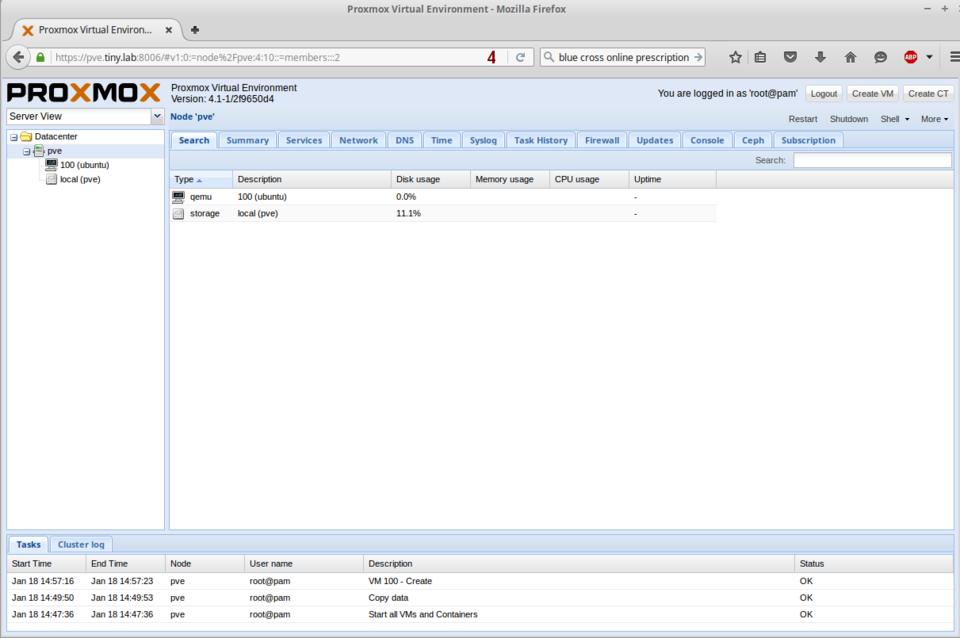 Proxmox Virtual Environment - Mozilla Firefox
Proxmox Virtual Environ...
https://pve.tiny.lab:8006/#v1:0:=node%2Fpve:4:10::=members:::2
4
blue cross online prescription
ABP
PROXMOX
Proxmox Virtual Environment
Version: 4.1-1/2f9650d4
You are logged in as 'root@pam'
Logout
Create VM
Create CT
Server View
Node 'pve'
Restart
Shutdown
Shell
More
Datacenter
pve
100 (ubuntu)
local (pve)
Search Summary Services Network DNS Time Syslog Task History Firewall Updates Console Ceph Subscription
Search:
Type Description Disk usage Memory usage CPU usage Uptime
qemu 100 (ubuntu) 0.0% -
storage local (pve) 11.1% -
Tasks Cluster log
Start Time End Time Node User name Description Status
Jan 18 14:57:16 Jan 18 14:57:23 pve root@pam VM 100 - Create OK
Jan 18 14:49:50 Jan 18 14:49:53 pve root@pam Copy data OK
Jan 18 14:47:36 Jan 18 14:47:36 pve root@pam Start all VMs and Containers OK